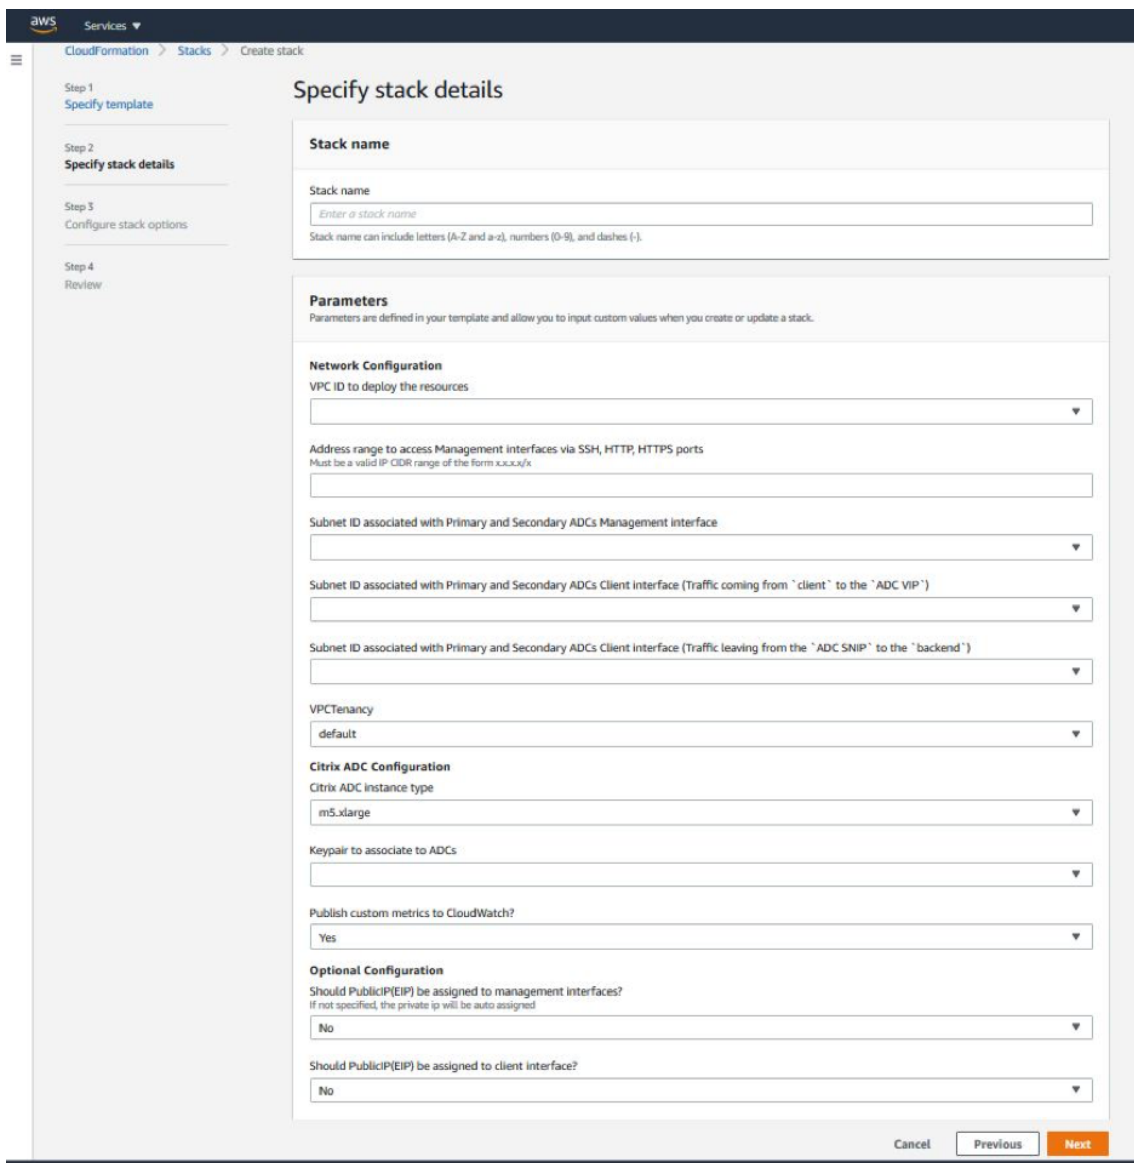 aws
Services ▼
CloudFormation > Stacks > Create stack
Step 1
Specify template
Step 2
Specify stack details
Step 3
Configure stack options
Step 4
Review
Specify stack details
Stack name
Stack name
Enter a stack name
Stack name can include letters (A-Z and a-z), numbers (0-9), and dashes (-).
Parameters
Parameters are defined in your template and allow you to input custom values when you create or update a stack.
Network Configuration
VPC ID to deploy the resources
Address range to access Management interfaces via SSH, HTTP, HTTPS ports
Must be a valid IP CIDR range of the form x.x.x.x/x
Subnet ID associated with Primary and Secondary ADCs Management interface
Subnet ID associated with Primary and Secondary ADCs Client interface (Traffic coming from `client` to the `ADC VIP`)
Subnet ID associated with Primary and Secondary ADCs Client interface (Traffic leaving from the `ADC SNIP` to the `backend`)
VPCTenancy
default
Citrix ADC Configuration
Citrix ADC instance type
m5.xlarge
Keypair to associate to ADCs
Publish custom metrics to CloudWatch?
Yes
Optional Configuration
Should PublicIP(EIP) be assigned to management interfaces?
If not specified, the private ip will be auto assigned
No
Should PublicIP(EIP) be assigned to client interface?
No
Cancel
Previous
Next